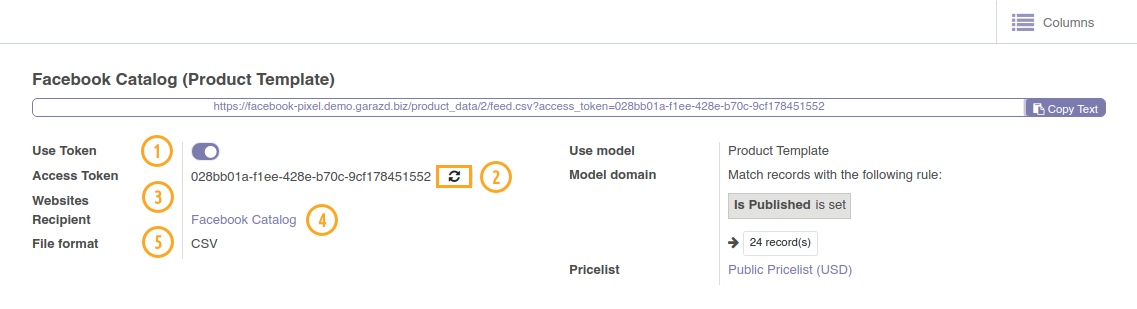 Columns
Facebook Catalog (Product Template)
https://facebook-pixel.demo.garazd.biz/product_data/2/feed.csv?access_token=028bb01a-f1ee-428e-b70c-9cf178451552 Copy Text
Use Token 1
Access Token 028bb01a-f1ee-428e-b70c-9cf178451552 2
Websites 3
Recipient Facebook Catalog 4
File format 5 CSV
Use model Product Template
Model domain Match records with the following rule:
Is Published is set
24 record(s)
Pricelist Public Pricelist (USD)